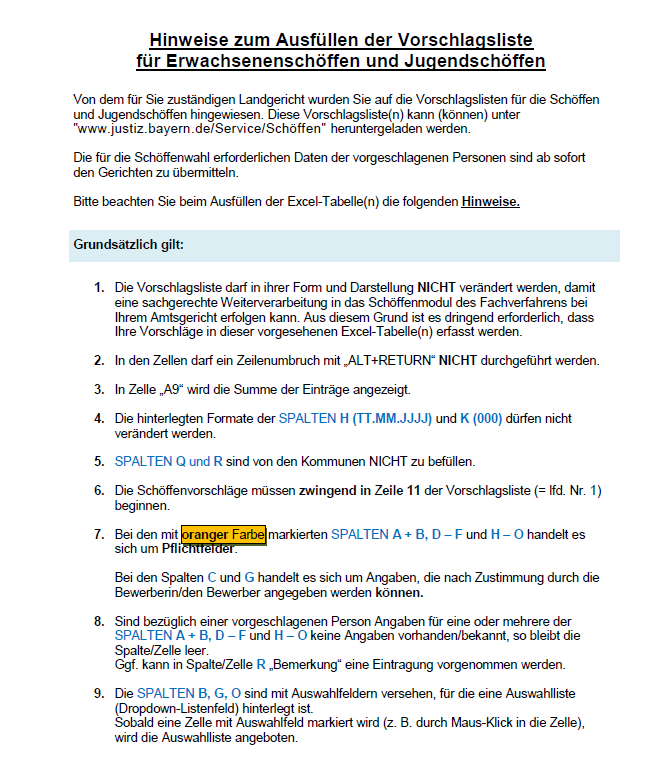 Hinweise zum Ausfüllen der Vorschlagsliste
für Erwachsenenschöffen und Jugendschöffen
Von dem für Sie zuständigen Landgericht wurden Sie auf die Vorschlagslisten für die Schöffen
und Jugendschöffen hingewiesen. Diese Vorschlagsliste(n) kann (können) unter
"www.justiz.bayern.de/Service/Schöffen" heruntergeladen werden.
Die für die Schöffenwahl erforderlichen Daten der vorgeschlagenen Personen sind ab sofort
den Gerichten zu übermitteln.
Bitte beachten Sie beim Ausfüllen der Excel-Tabelle(n) die folgenden Hinweise.
Grundsätzlich gilt:
1. Die Vorschlagsliste darf in ihrer Form und Darstellung NICHT verändert werden, damit
eine sachgerechte Weiterverarbeitung in das Schöffenmodul des Fachverfahrens bei
Ihrem Amtsgericht erfolgen kann. Aus diesem Grund ist es dringend erforderlich, dass
Ihre Vorschläge in dieser vorgesehenen Excel-Tabelle(n) erfasst werden.
2. In den Zellen darf ein Zeilenumbruch mit „ALT+RETURN“ NICHT durchgeführt werden.
3. In Zelle „A9“ wird die Summe der Einträge angezeigt.
4. Die hinterlegten Formate der SPALTEN H (TT.MM.JJJJ) und K (000) dürfen nicht
verändert werden.
5. SPALTEN Q und R sind von den Kommunen NICHT zu befüllen.
6. Die Schöffenvorschläge müssen zwingend in Zeile 11 der Vorschlagsliste (= lfd. Nr. 1)
beginnen.
7. Bei den mit oranger Farbe markierten SPALTEN A + B, D – F und H – O handelt es
sich um Pflichtfelder.
Bei den Spalten C und G handelt es sich um Angaben, die nach Zustimmung durch die
Bewerberin/den Bewerber angegeben werden können.
8. Sind bezüglich einer vorgeschlagenen Person Angaben für eine oder mehrere der
SPALTEN A + B, D – F und H – O keine Angaben vorhanden/bekannt, so bleibt die
Spalte/Zelle leer.
Ggf. kann in Spalte/Zelle R „Bemerkung“ eine Eintragung vorgenommen werden.
9. Die SPALTEN B, G, O sind mit Auswahlfeldern versehen, für die eine Auswahlliste
(Dropdown-Listenfeld) hinterlegt ist.
Sobald eine Zelle mit Auswahlfeld markiert wird (z. B. durch Maus-Klick in die Zelle),
wird die Auswahlliste angeboten.